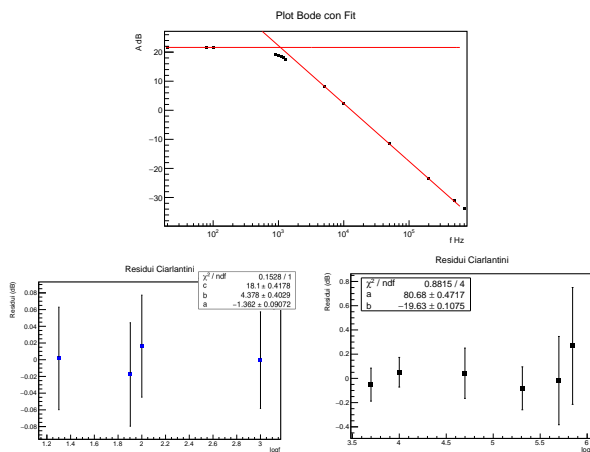 Plot Bode con Fit
A dB
20
10
0
−10
−20
−30
10²
10³
10⁴
10⁵
f Hz
Residui Ciarlantini
Residui (dB)
0.08
0.06
0.04
0.02
0
−0.02
−0.04
−0.06
−0.08
1.2 1.4 1.6 1.8 2 2.2 2.4 2.6 2.8 3
logf
χ² / ndf 0.1528 / 1
c 18.1 ± 0.4178
b 4.378 ± 0.4029
a −1.362 ± 0.09072
Residui Ciarlantini
Residui (dB)
0.8
0.6
0.4
0.2
0
−0.2
−0.4
3.5 4 4.5 5 5.5 6
χ² / ndf 0.8815 / 4
a 80.68 ± 0.4717
b −19.63 ± 0.1075